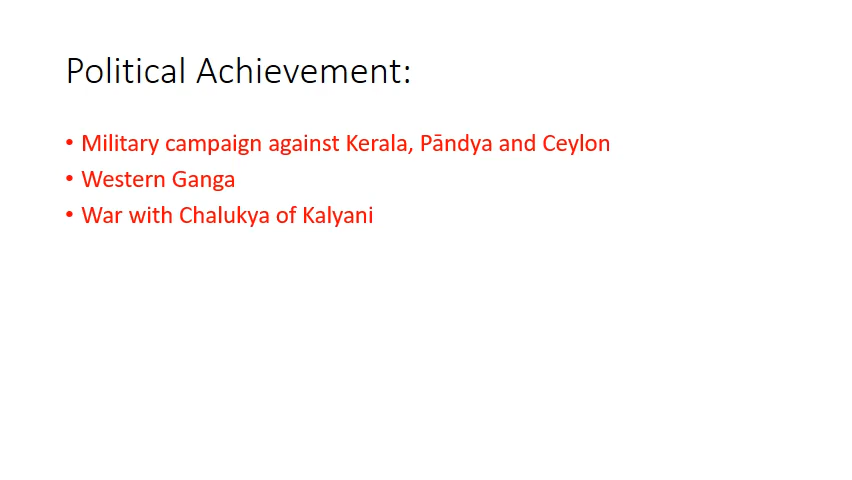 Political Achievement:
• Military campaign against Kerala, Pāndya and Ceylon
• Western Ganga
• War with Chalukya of Kalyani